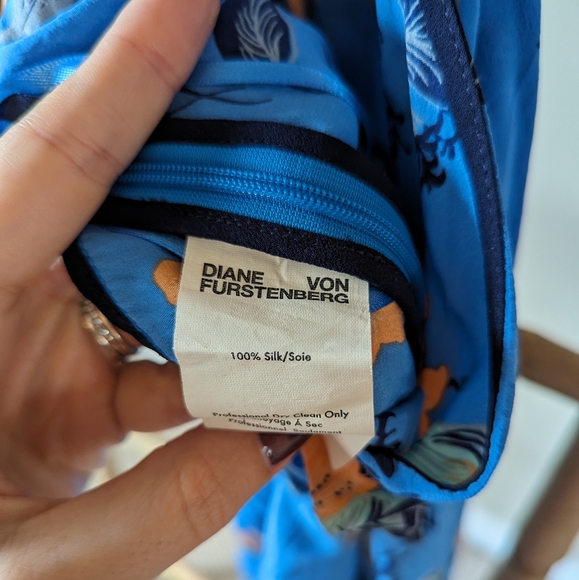 DIANE VON
FURSTENBERG
100% Silk/Soie
Professional Dry Clean Only
Nettoyage À Sec
Professionnel Seulement